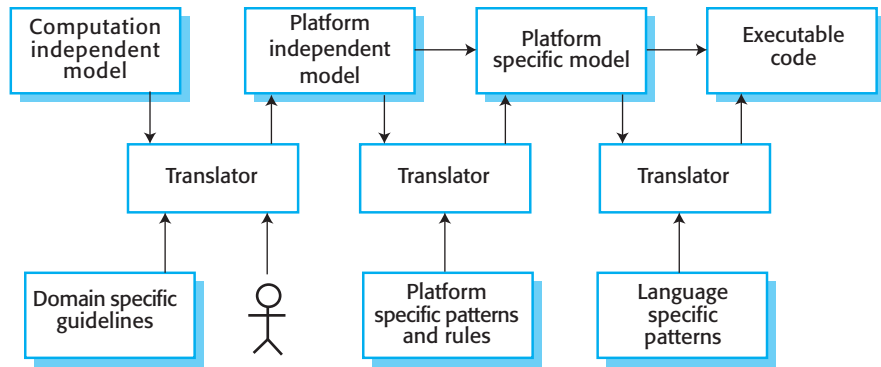 Computation
independent
model
Platform
independent
model
Platform
specific model
Executable
code
Translator
Translator
Translator
Domain specific
guidelines
Platform
specific patterns
and rules
Language
specific
patterns